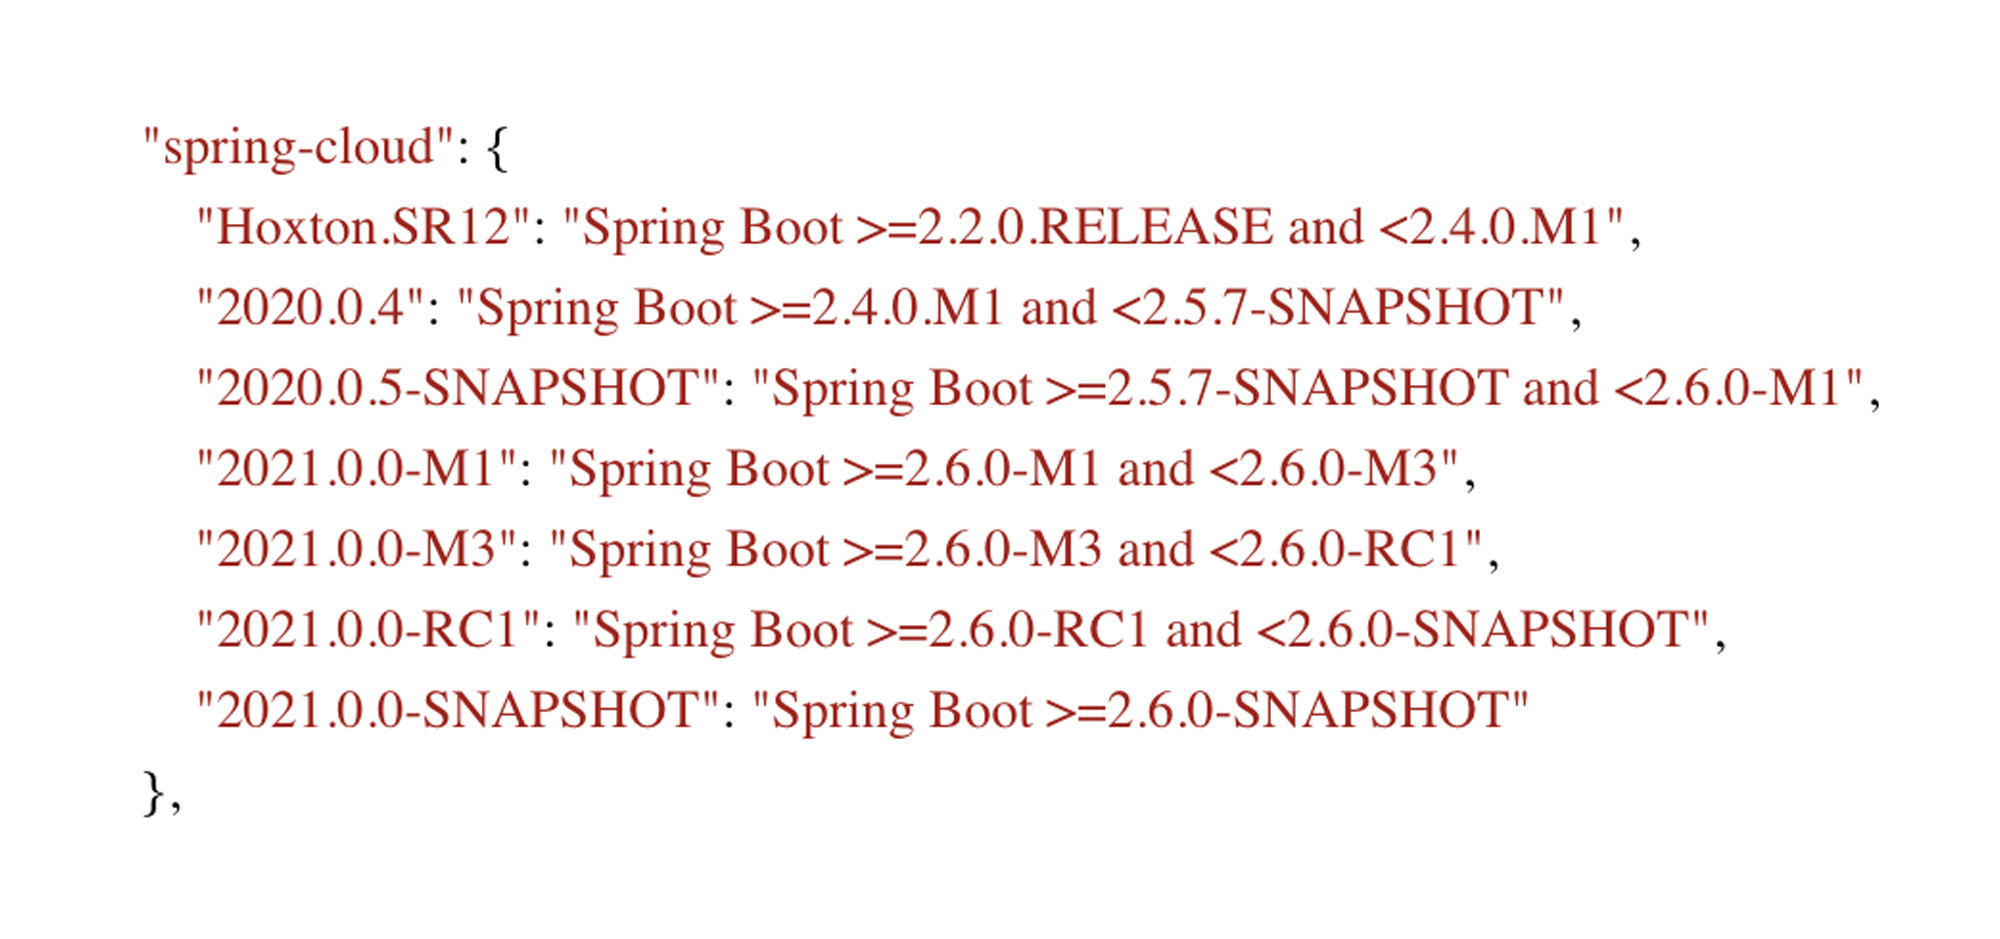 "spring-cloud": {
"Hoxton.SR12": "Spring Boot >=2.2.0.RELEASE and <2.4.0.M1",
"2020.0.4": "Spring Boot >=2.4.0.M1 and <2.5.7-SNAPSHOT",
"2020.0.5-SNAPSHOT": "Spring Boot >=2.5.7-SNAPSHOT and <2.6.0-M1",
"2021.0.0-M1": "Spring Boot >=2.6.0-M1 and <2.6.0-M3",
"2021.0.0-M3": "Spring Boot >=2.6.0-M3 and <2.6.0-RC1",
"2021.0.0-RC1": "Spring Boot >=2.6.0-RC1 and <2.6.0-SNAPSHOT",
"2021.0.0-SNAPSHOT": "Spring Boot >=2.6.0-SNAPSHOT"
},